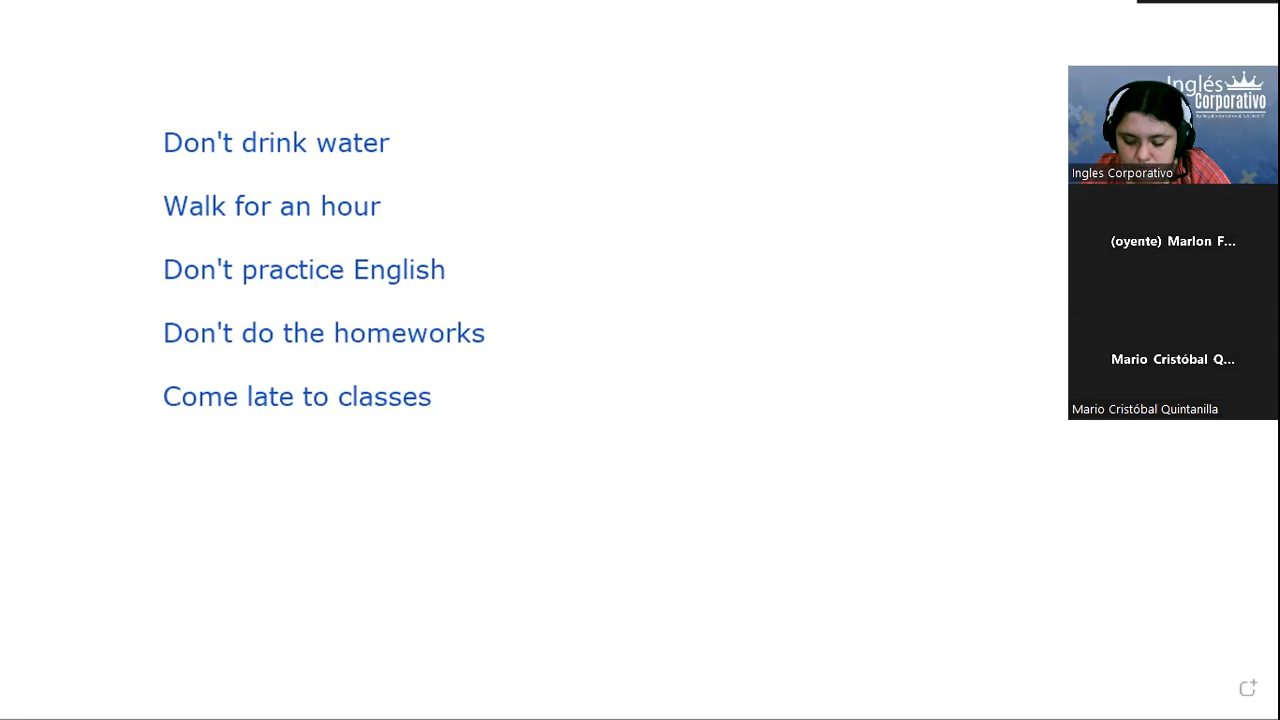 Don't drink water
Walk for an hour
Don't practice English
Don't do the homeworks
Come late to classes
Inglés
Corporativo
Ingles Corporativo
(oyente) Marlon F...
Mario Cristóbal Q...
Mario Cristóbal Quintanilla